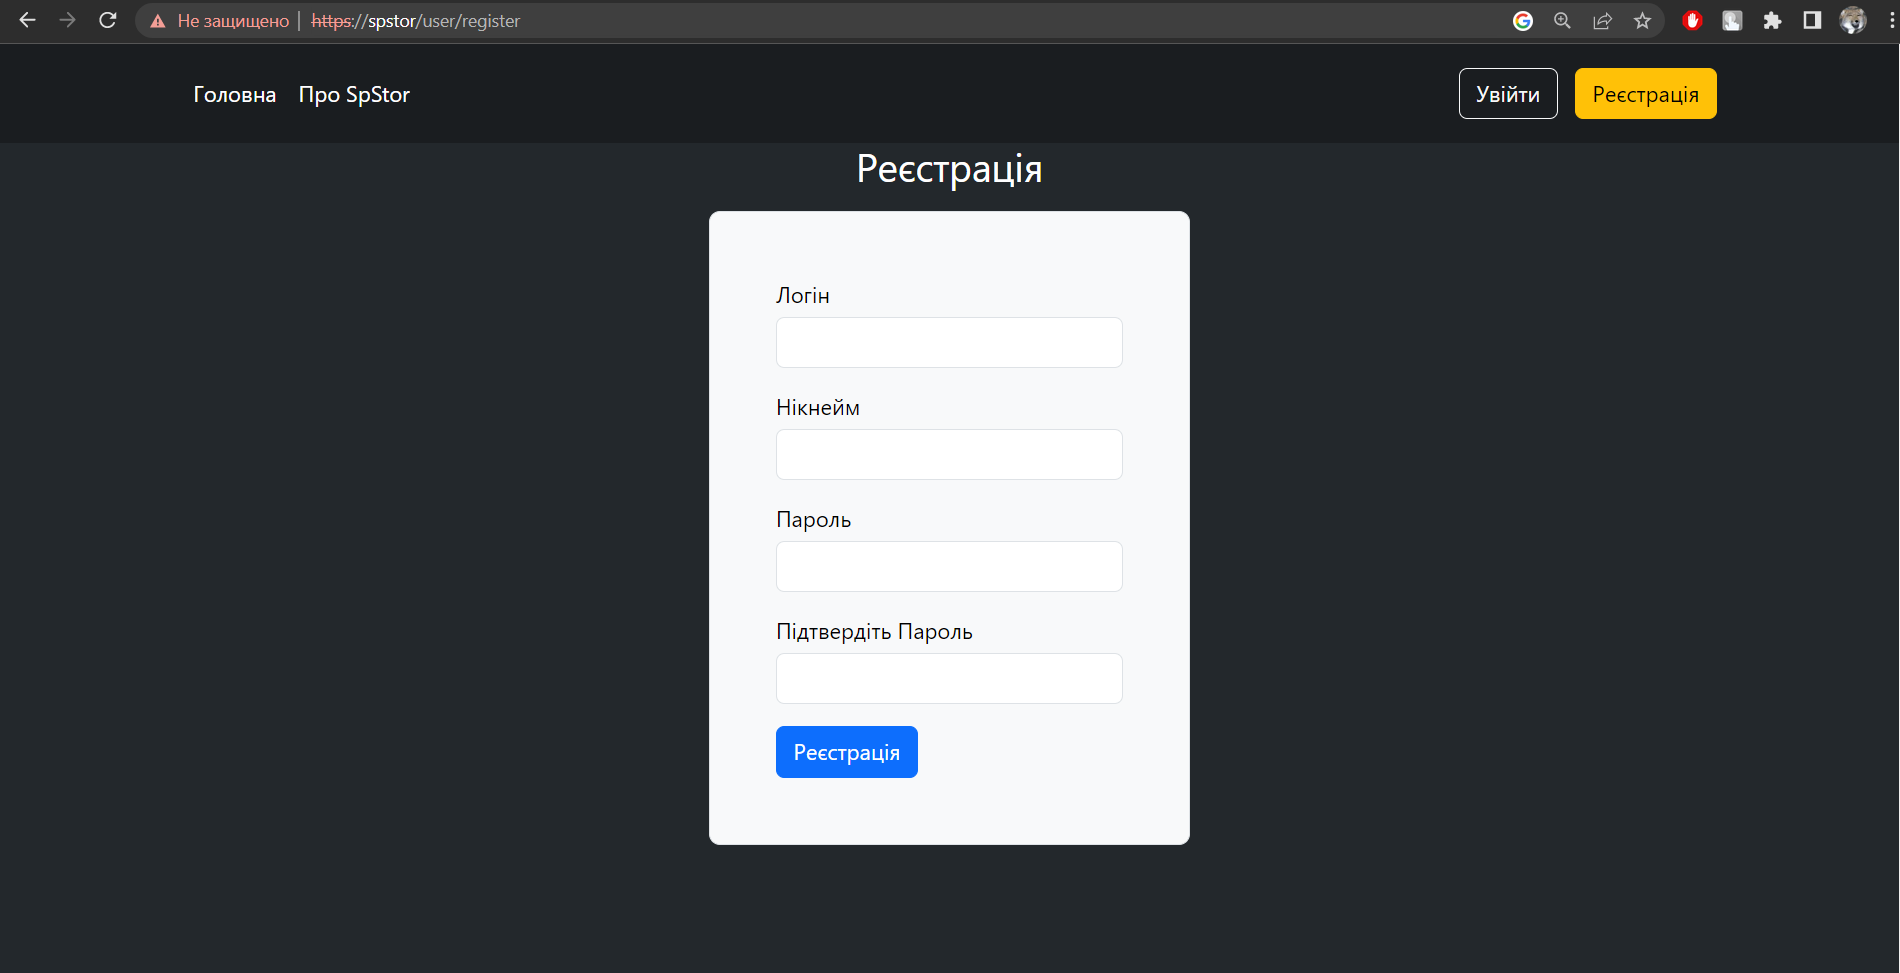 Не защищено | https://spstor/user/register
Головна Про SpStor Увійти Реєстрація
Реєстрація
Логін
Нікнейм
Пароль
Підтвердіть Пароль
Реєстрація